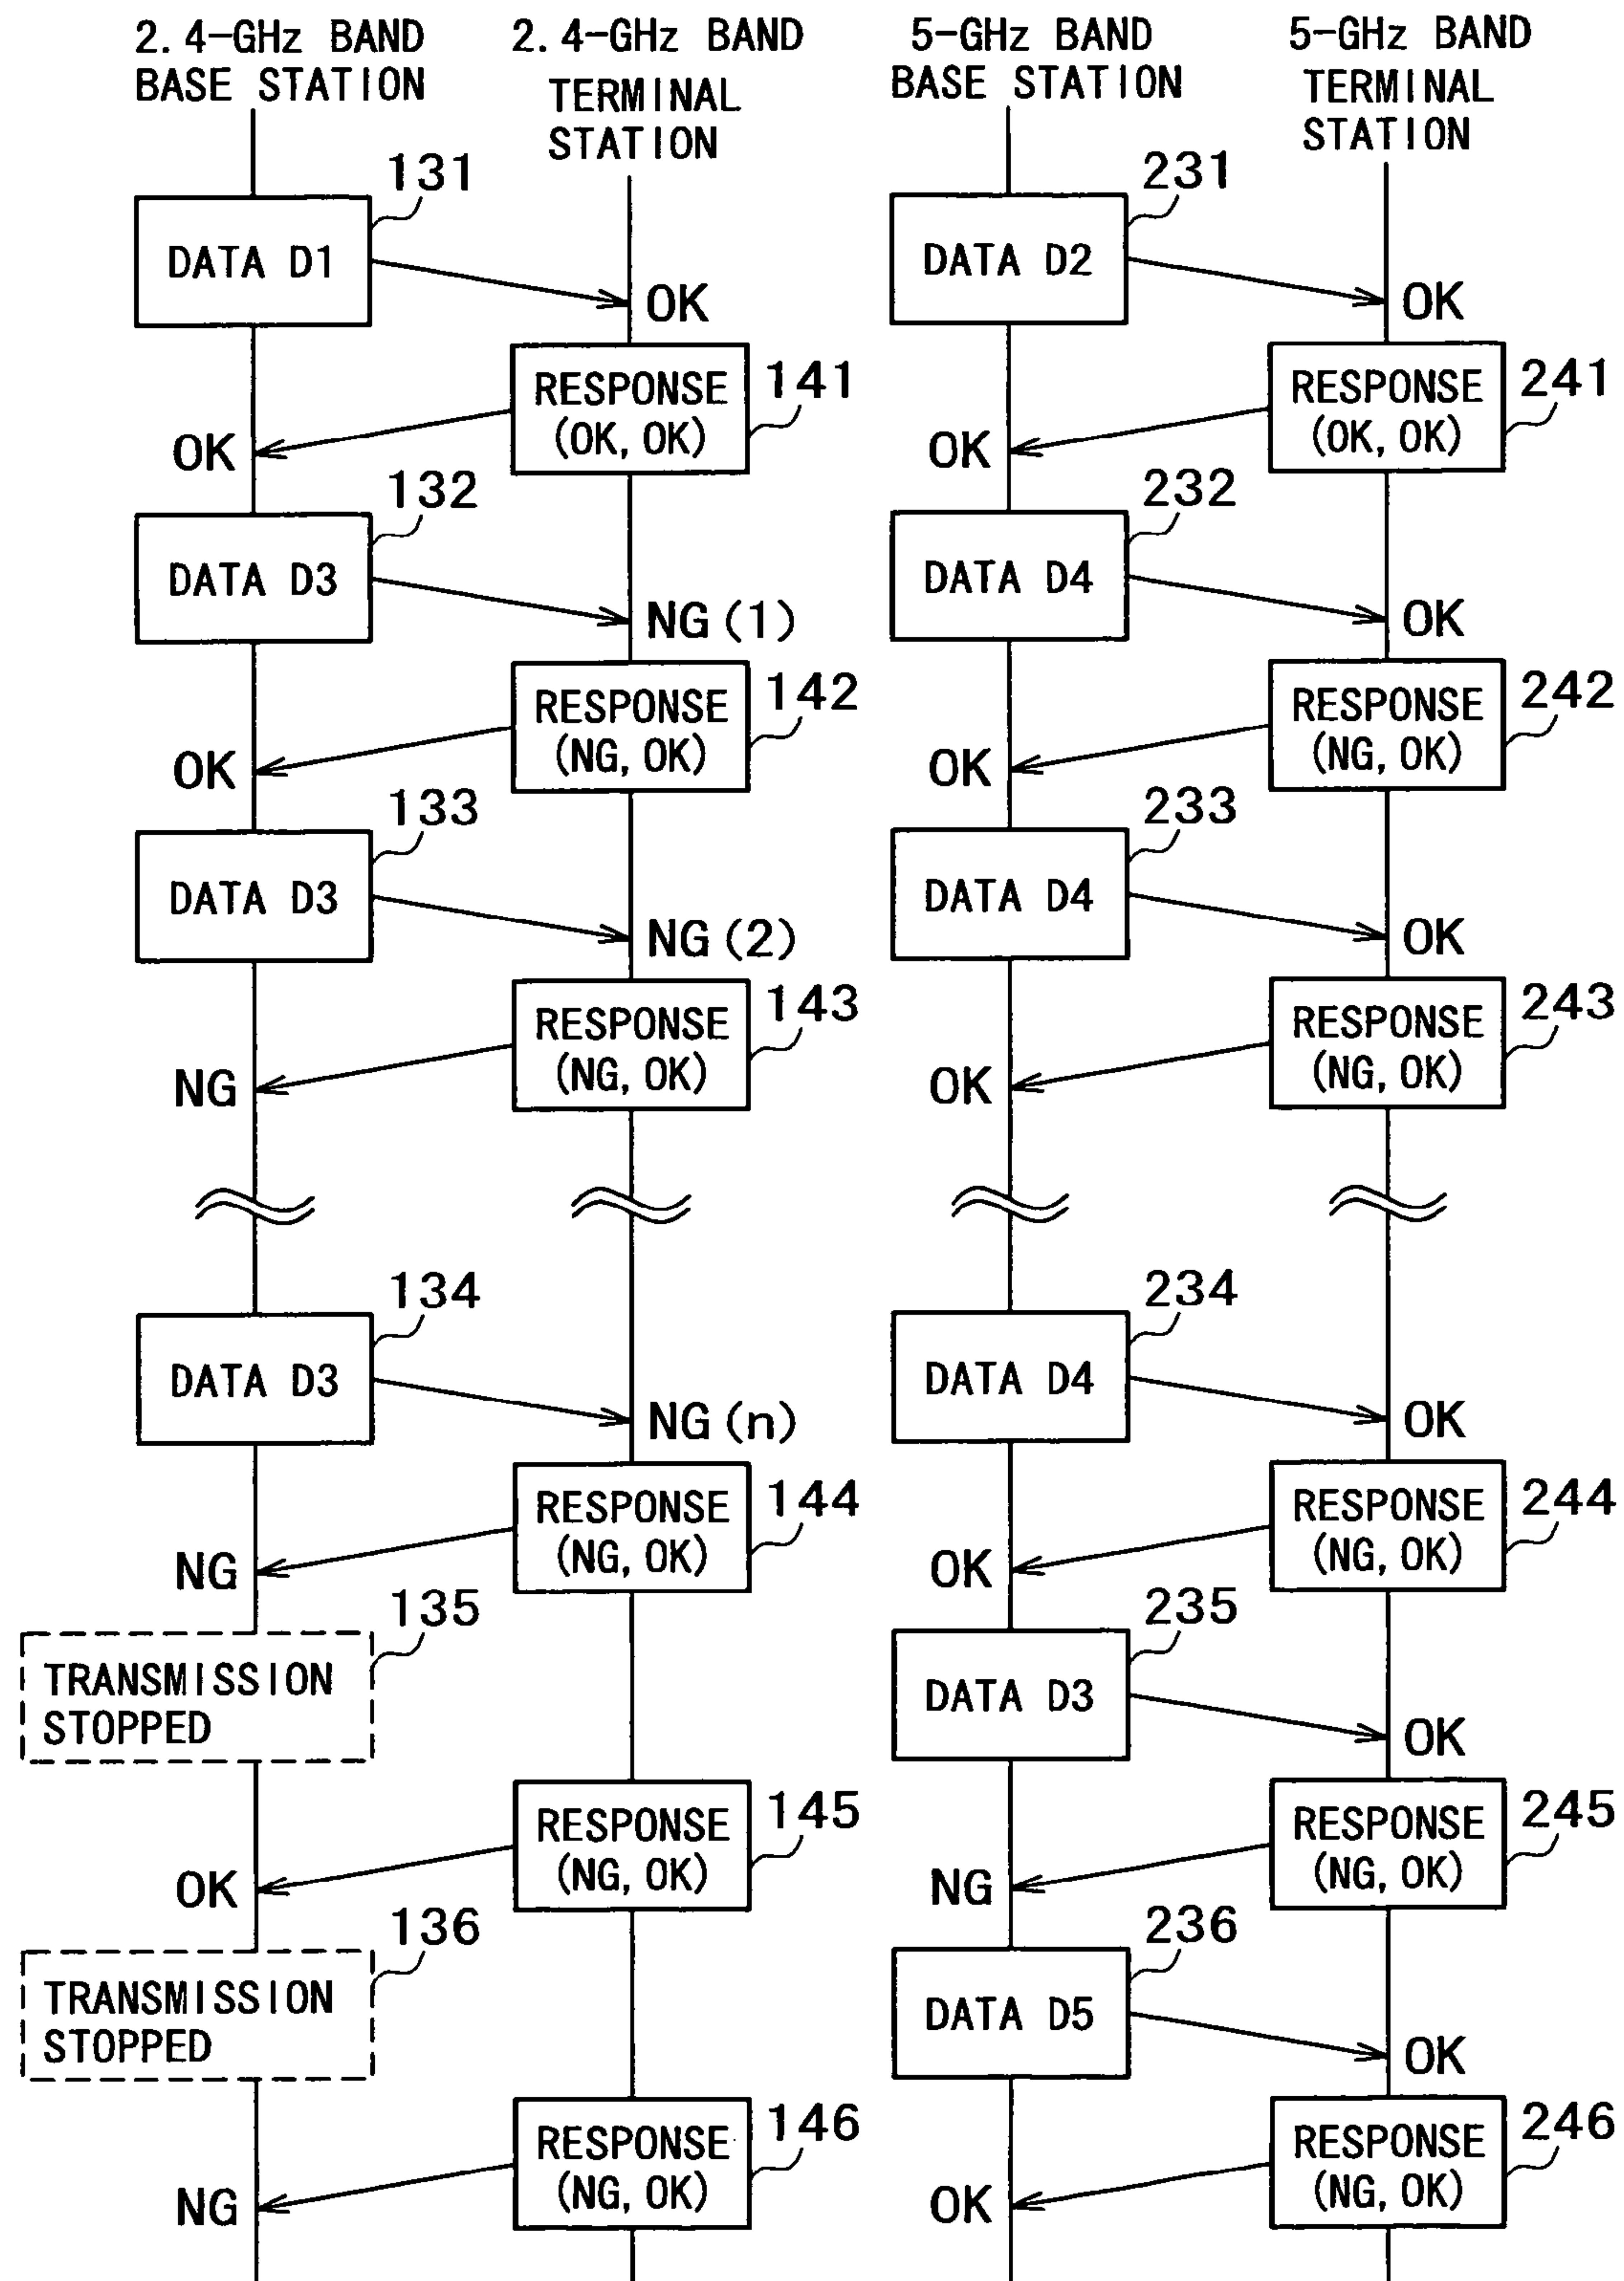 2.4-GHz BAND
BASE STATION
2.4-GHz BAND
TERMINAL
STATION
5-GHz BAND
BASE STATION
5-GHz BAND
TERMINAL
STATION
131
DATA D1
OK
231
DATA D2
OK
141
RESPONSE
(OK, OK)
OK
241
RESPONSE
(OK, OK)
OK
132
DATA D3
NG (1)
232
DATA D4
OK
142
RESPONSE
(NG, OK)
OK
242
RESPONSE
(NG, OK)
OK
133
DATA D3
NG (2)
233
DATA D4
OK
143
RESPONSE
(NG, OK)
NG
243
RESPONSE
(NG, OK)
OK
134
DATA D3
NG (n)
234
DATA D4
OK
144
RESPONSE
(NG, OK)
NG
244
RESPONSE
(NG, OK)
OK
135
TRANSMISSION
STOPPED
235
DATA D3
OK
145
RESPONSE
(NG, OK)
OK
245
RESPONSE
(NG, OK)
NG
136
TRANSMISSION
STOPPED
236
DATA D5
OK
146
RESPONSE
(NG, OK)
NG
246
RESPONSE
(NG, OK)
OK